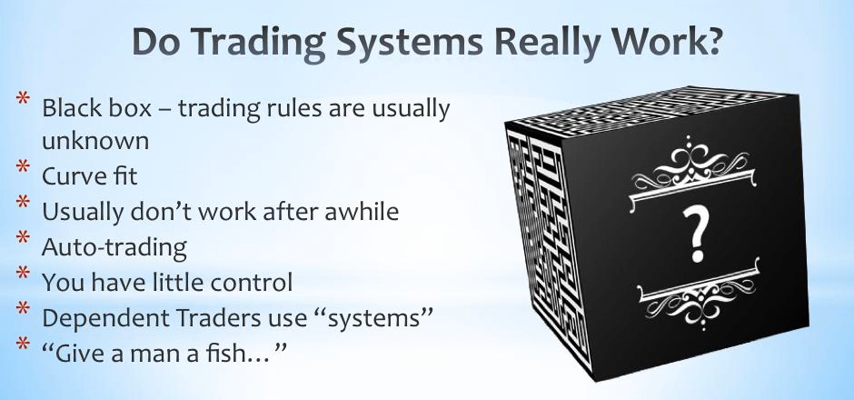 Do Trading Systems Really Work?
* Black box – trading rules are usually
unknown
* Curve fit
* Usually don’t work after awhile
* Auto-trading
* You have little control
* Dependent Traders use “systems”
* “Give a man a fish…”
?